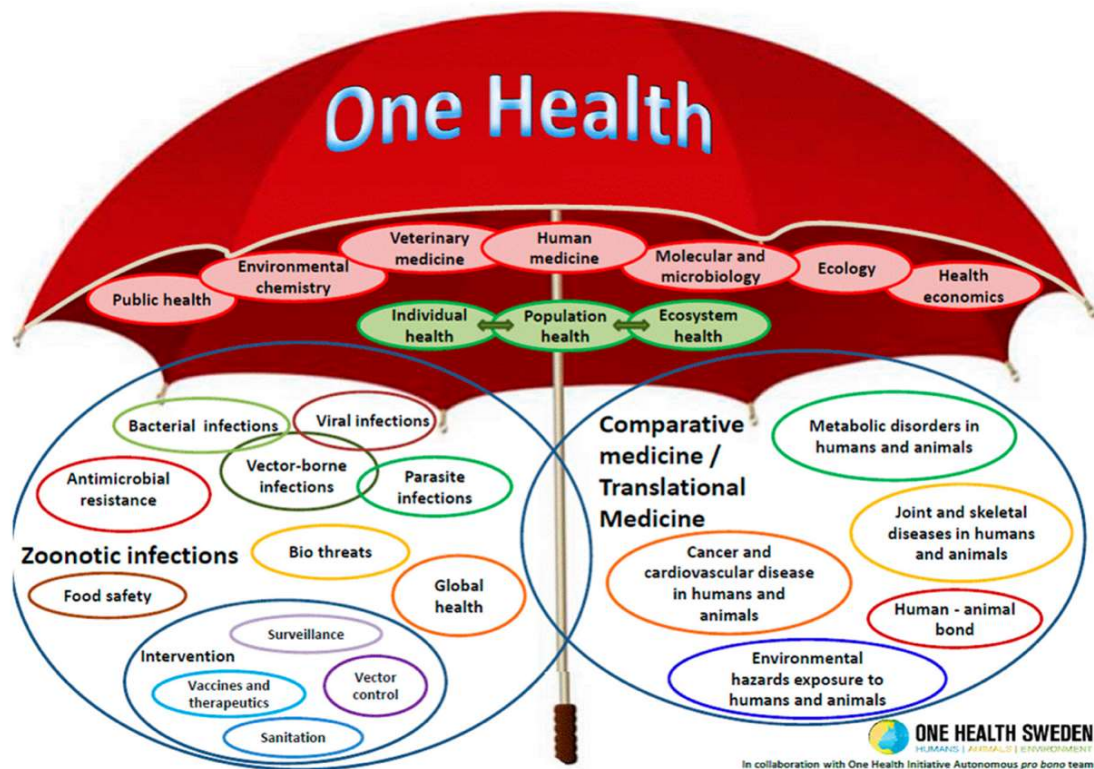 One Health
Veterinary
medicine
Human
medicine
Public health
Environmental
chemistry
Molecular and
microbiology
Ecology
Health
economics
Individual
health
Population
health
Ecosystem
health
Bacterial infections
Viral infections
Vector-borne
infections
Parasite
infections
Antimicrobial
resistance
Zoonotic infections
Bio threats
Food safety
Global
health
Surveillance
Intervention
Vaccines and
therapeutics
Vector
control
Sanitation
Comparative
medicine /
Translational
Medicine
Metabolic disorders in
humans and animals
Joint and skeletal
diseases in humans
and animals
Cancer and
cardiovascular disease
in humans and
animals
Human - animal
bond
Environmental
hazards exposure to
humans and animals
ONE HEALTH SWEDEN
HUMANS | ANIMALS | ENVIRONMENT
In collaboration with One Health Initiative Autonomous pro bono team